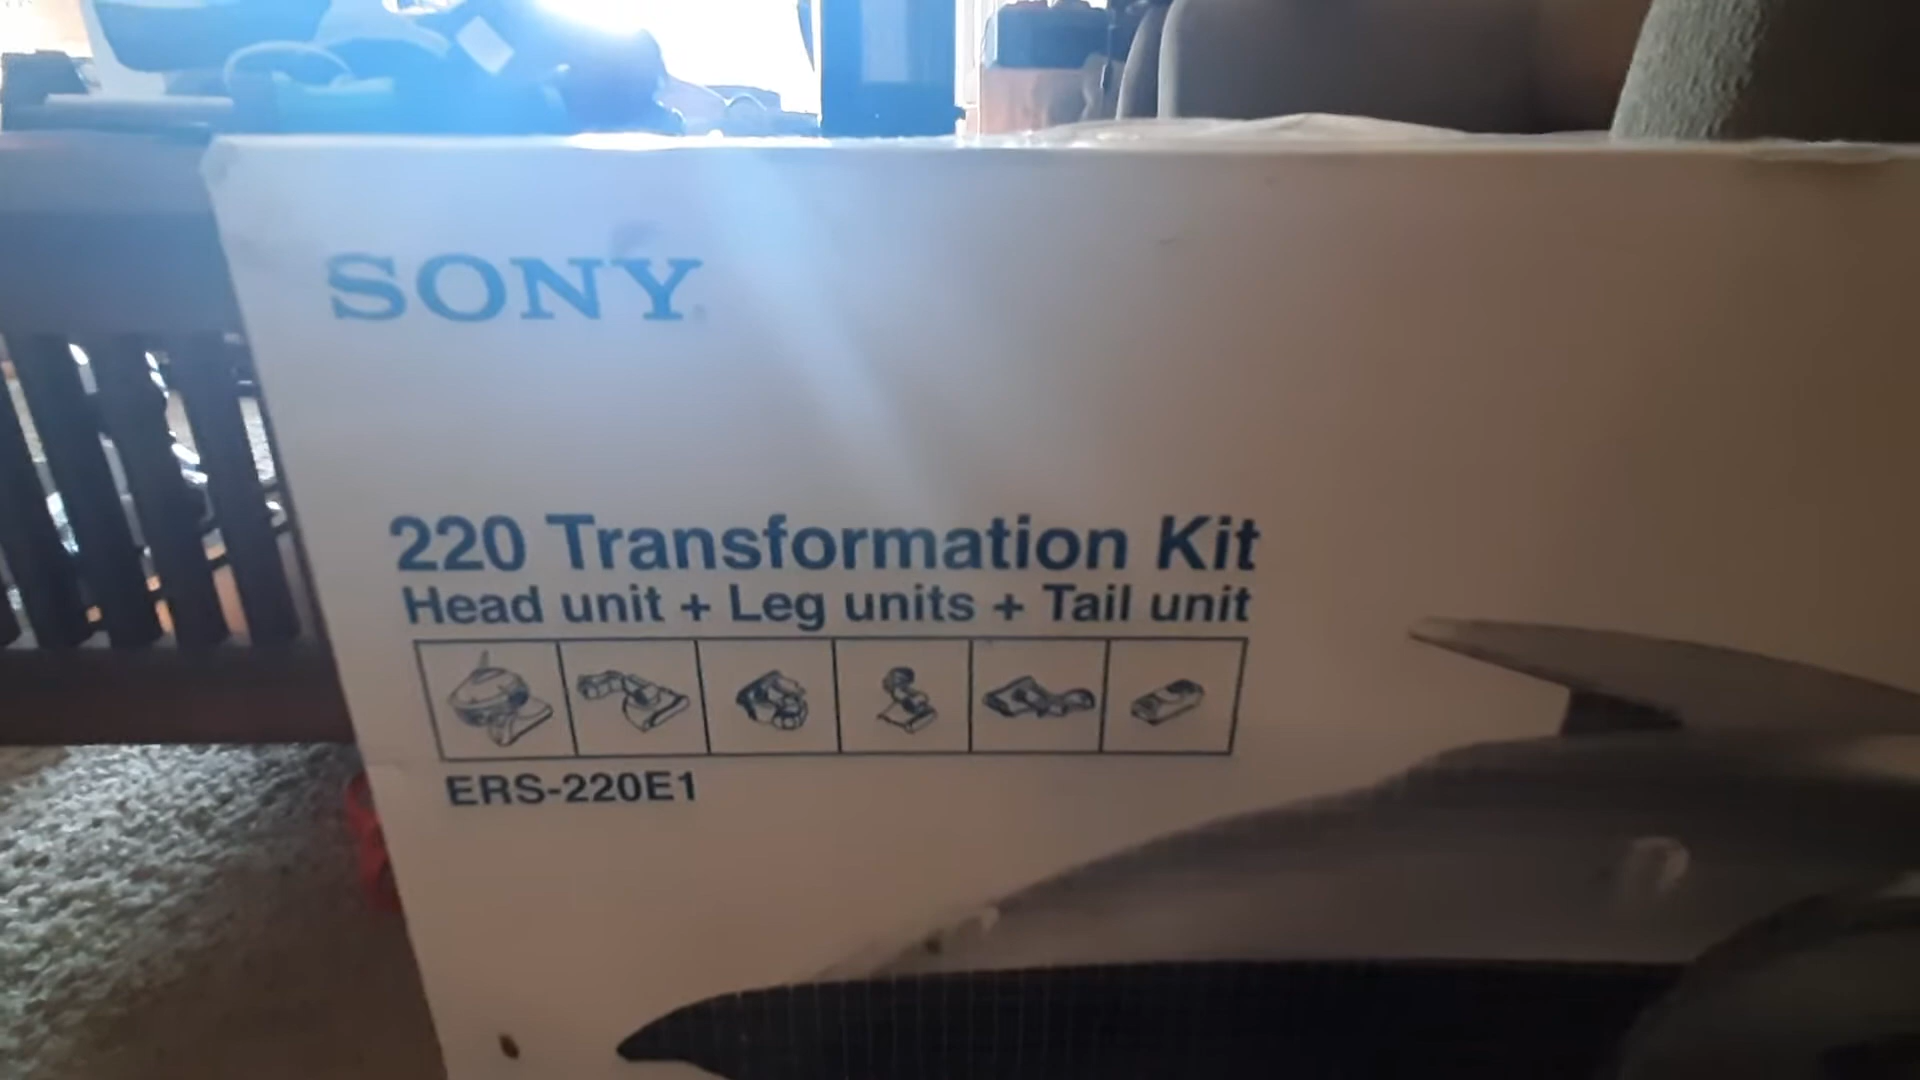 SONY
220 Transformation Kit
Head unit + Leg units + Tail unit
ERS-220E1